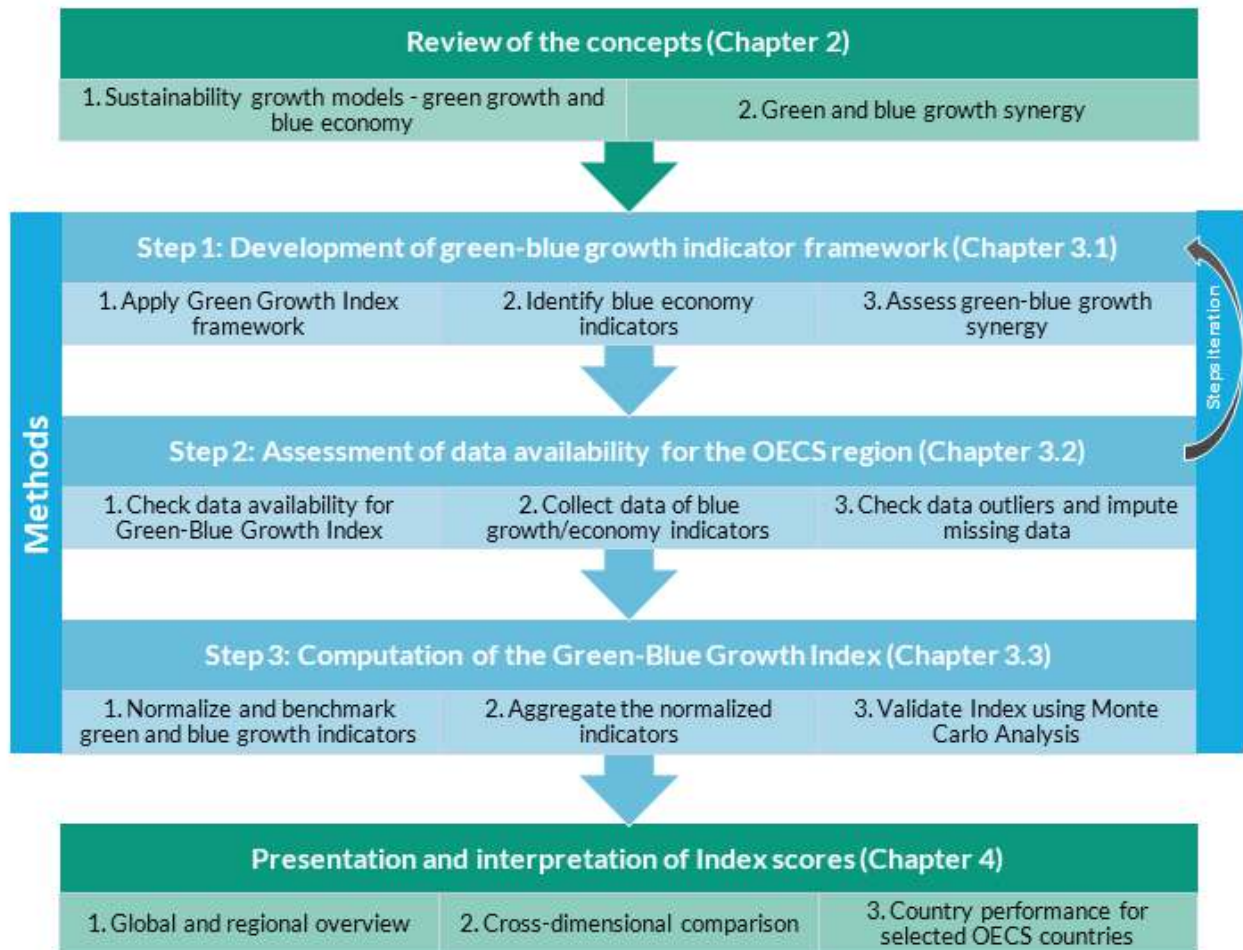 Review of the concepts (Chapter 2)
1. Sustainability growth models - green growth and
blue economy
2. Green and blue growth synergy
Methods
Step 1: Development of green-blue growth indicator framework (Chapter 3.1)
1. Apply Green Growth Index
framework
2. Identify blue economy
indicators
3. Assess green-blue growth
synergy
Steps iteration
Step 2: Assessment of data availability for the OECS region (Chapter 3.2)
1. Check data availability for
Green-Blue Growth Index
2. Collect data of blue
growth/economy indicators
3. Check data outliers and impute
missing data
Step 3: Computation of the Green-Blue Growth Index (Chapter 3.3)
1. Normalize and benchmark
green and blue growth indicators
2. Aggregate the normalized
indicators
3. Validate Index using Monte
Carlo Analysis
Presentation and interpretation of Index scores (Chapter 4)
1. Global and regional overview
2. Cross-dimensional comparison
3. Country performance for
selected OECS countries